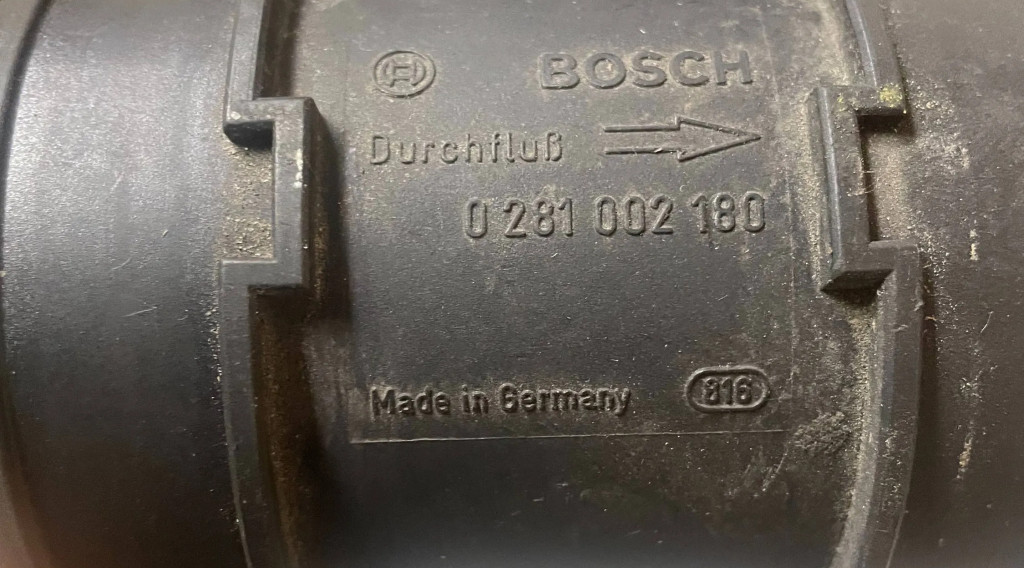 BOSCH
Durchfluß
0 281 002 180
Made in Germany 816